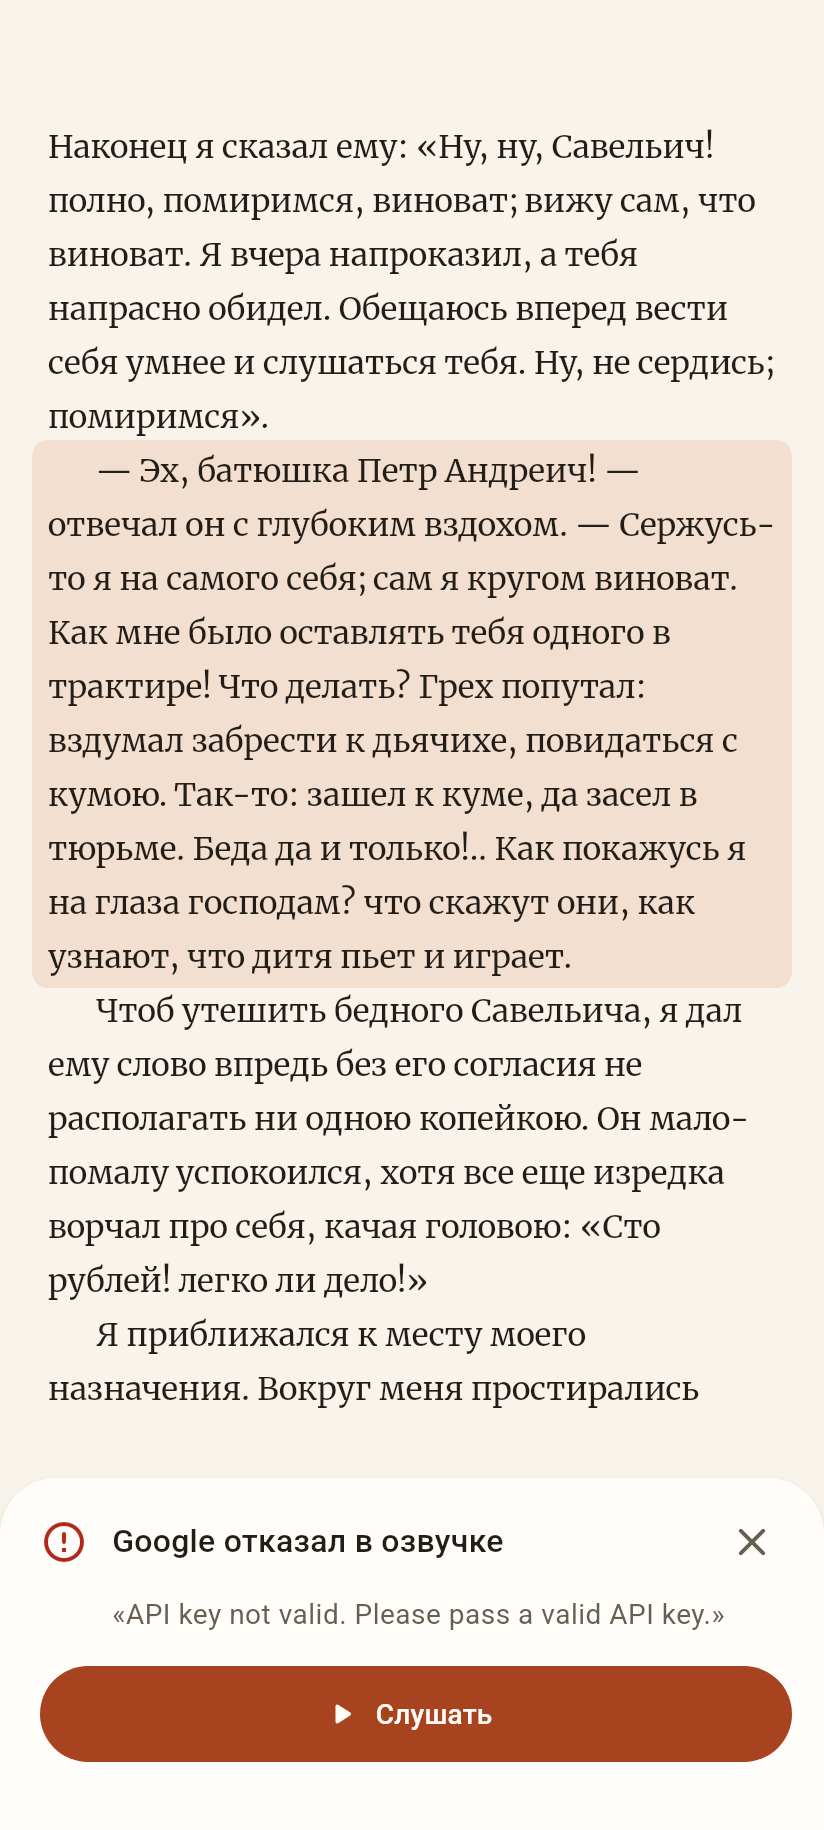 Наконец я сказал ему: «Ну, ну, Савельич!
полно, помиримся, виноват; вижу сам, что
виноват. Я вчера напроказил, а тебя
напрасно обидел. Обещаюсь вперед вести
себя умнее и слушаться тебя. Ну, не сердись;
помиримся».
— Эх, батюшка Петр Андреич! —
отвечал он с глубоким вздохом. — Сержусь-
то я на самого себя; сам я кругом виноват.
Как мне было оставлять тебя одного в
трактире! Что делать? Грех попутал:
вздумал забрести к дьячихе, повидаться с
кумою. Так-то: зашел к куме, да засел в
тюрьме. Беда да и только!.. Как покажусь я
на глаза господам? что скажут они, как
узнают, что дитя пьет и играет.
Чтоб утешить бедного Савельича, я дал
ему слово впредь без его согласия не
располагать ни одною копейкою. Он мало-
помалу успокоился, хотя все еще изредка
ворчал про себя, качая головою: «Сто
рублей! легко ли дело!»
Я приближался к месту моего
назначения. Вокруг меня простирались
Google отказал в озвучке
«API key not valid. Please pass a valid API key.»
Слушать